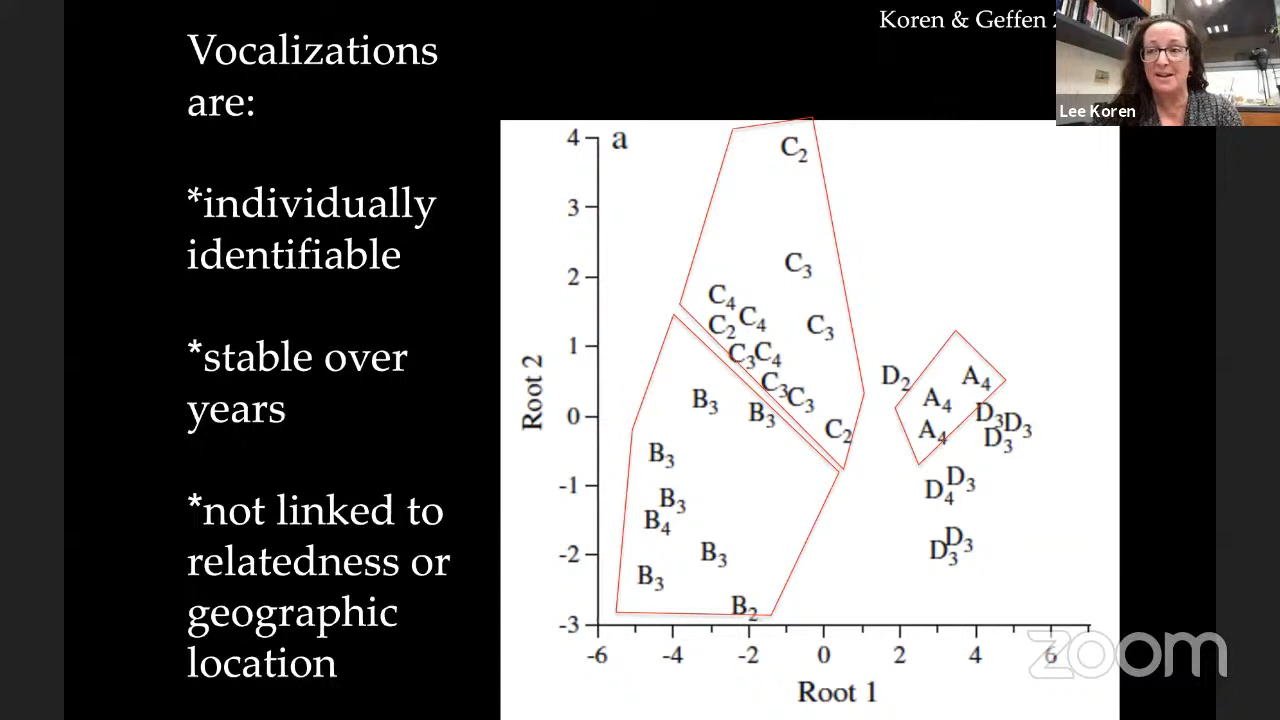 Koren & Geffen
Lee Koren
Vocalizations
are:
*individually
identifiable
*stable over
years
*not linked to
relatedness or
geographic
location
a
4
3
2
1
0
-1
-2
-3
Root 2
C2
C3
C4
C4
C2
C3
C3
C4
C3
C3
C2
B3
B3
B3
B3
B4
B3
B3
B2
D2
A4
A4
A4
D3
D3
D3
D3
D4
D3
D3
-6
-4
-2
0
2
4
6
Root 1
zoom